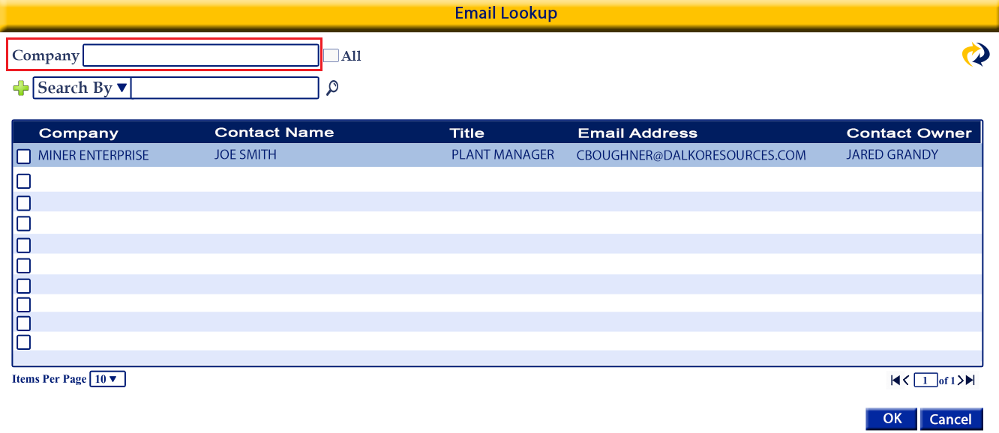 Email Lookup
Company
All
Search By
Company Contact Name Title Email Address Contact Owner
MINER ENTERPRISE JOE SMITH PLANT MANAGER CBOUGHNER@DALKORESOURCES.COM JARED GRANDY
Items Per Page 10 1 of 1
OK Cancel